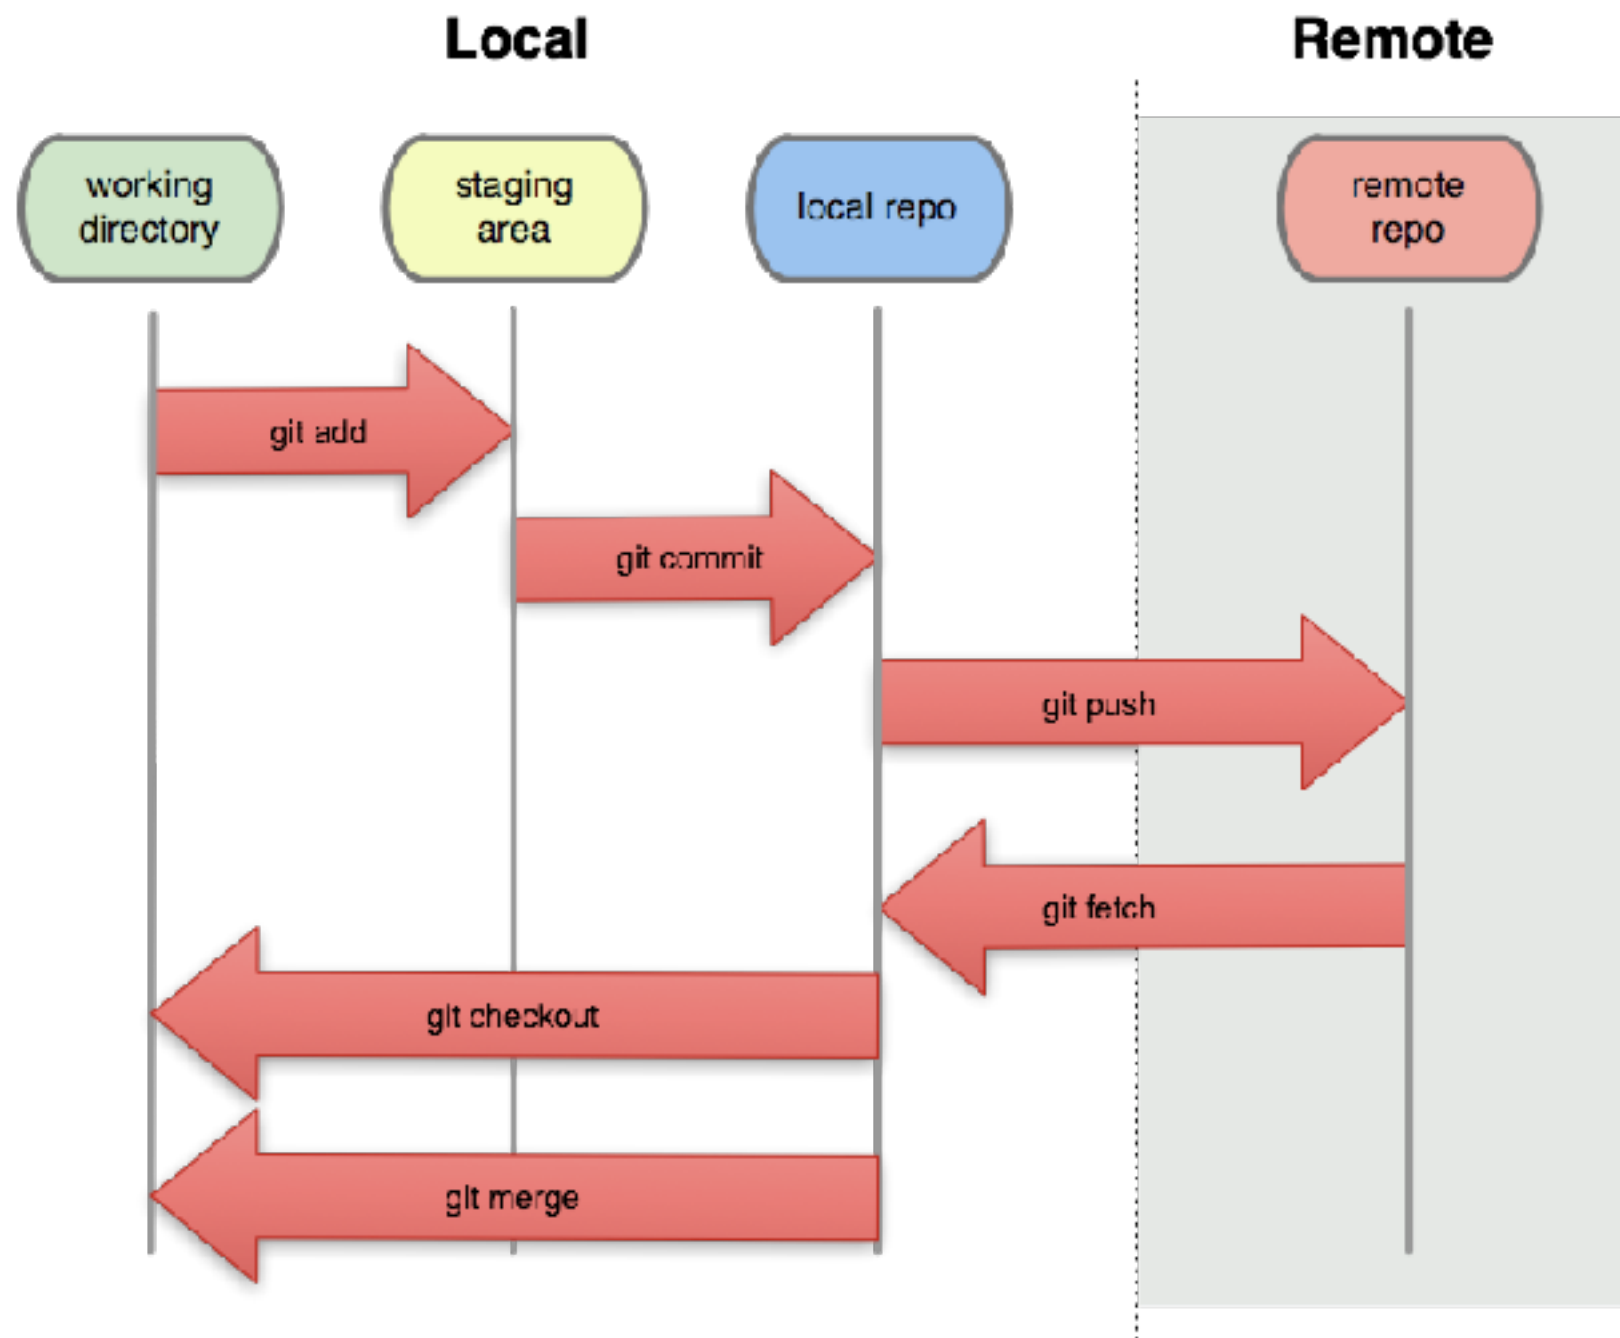 Local
Remote
working
directory
staging
area
local repo
remote
repo
git add
git commit
git push
git fetch
git checkout
git merge